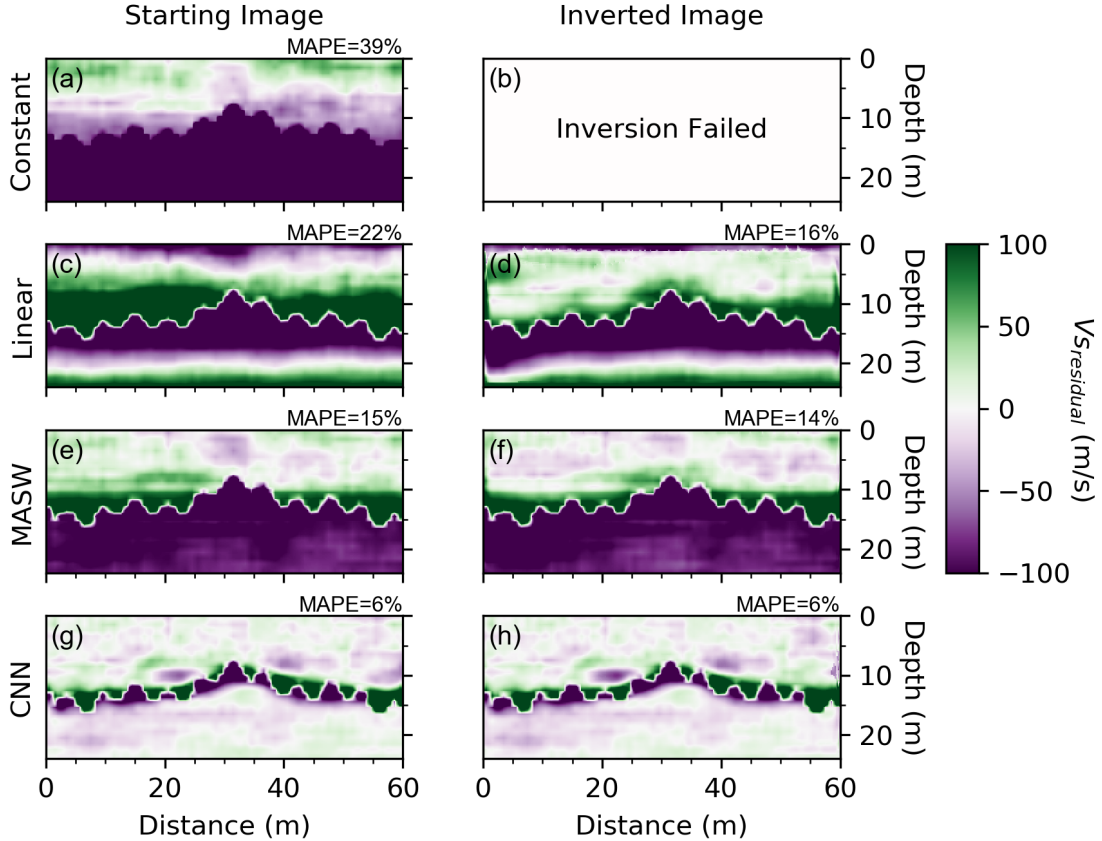 Starting Image
Inverted Image
MAPE=39%
Constant
(a)
(b)
Inversion Failed
0
10
20
Depth (m)
MAPE=22%
MAPE=16%
Linear
(c)
(d)
0
10
20
Depth (m)
MAPE=15%
MAPE=14%
MASW
(e)
(f)
0
10
20
Depth (m)
MAPE=6%
MAPE=6%
CNN
(g)
(h)
0
10
20
Depth (m)
0 20 40 60
0 20 40 60
Distance (m)
Distance (m)
100
50
0
−50
−100
Vs residual (m/s)